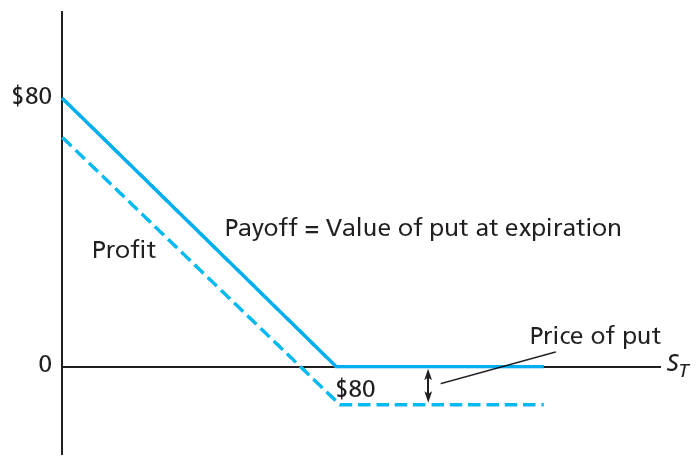 $80
Payoff = Value of put at expiration
Profit
Price of put
0
S_T
$80